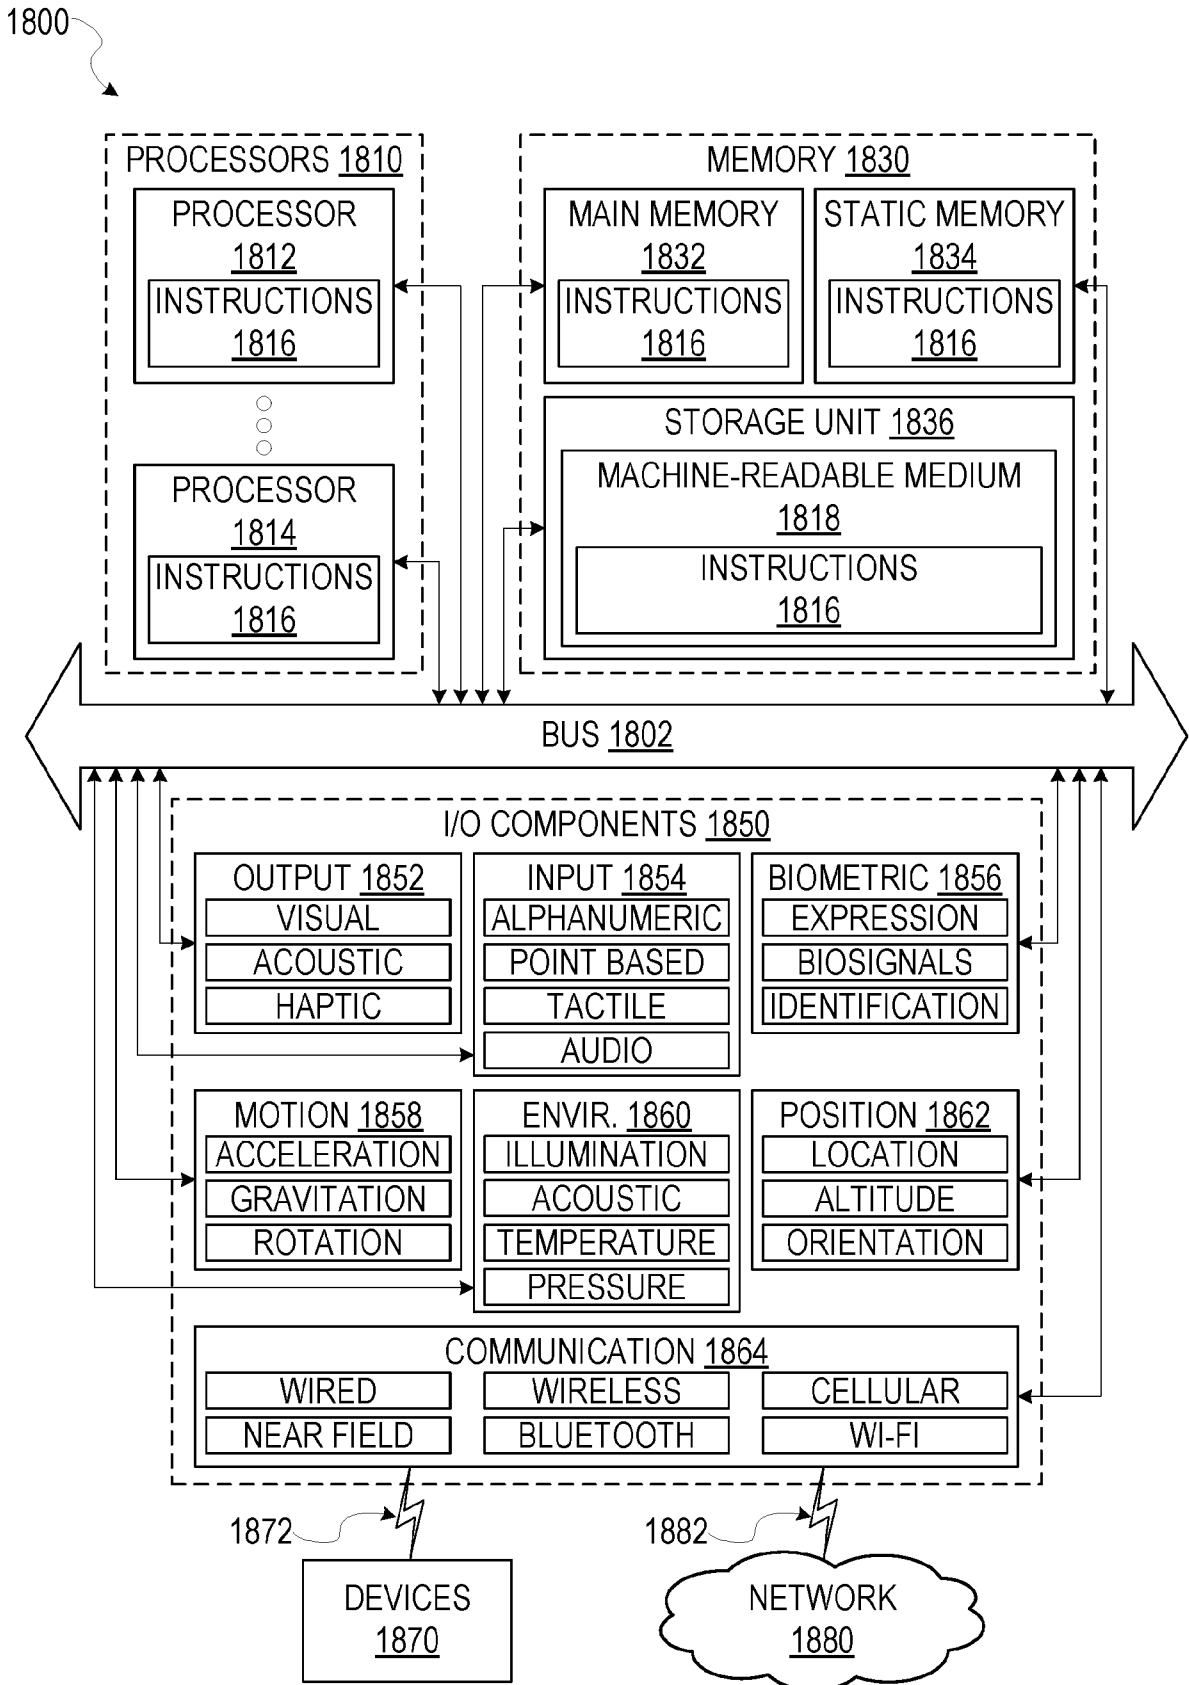 1800
PROCESSORS 1810
PROCESSOR
1812
INSTRUCTIONS
1816
PROCESSOR
1814
INSTRUCTIONS
1816
MEMORY 1830
MAIN MEMORY
1832
INSTRUCTIONS
1816
STATIC MEMORY
1834
INSTRUCTIONS
1816
STORAGE UNIT 1836
MACHINE-READABLE MEDIUM
1818
INSTRUCTIONS
1816
BUS 1802
I/O COMPONENTS 1850
OUTPUT 1852
VISUAL
ACOUSTIC
HAPTIC
INPUT 1854
ALPHANUMERIC
POINT BASED
TACTILE
AUDIO
BIOMETRIC 1856
EXPRESSION
BIOSIGNALS
IDENTIFICATION
MOTION 1858
ACCELERATION
GRAVITATION
ROTATION
ENVIR. 1860
ILLUMINATION
ACOUSTIC
TEMPERATURE
PRESSURE
POSITION 1862
LOCATION
ALTITUDE
ORIENTATION
COMMUNICATION 1864
WIRED
WIRELESS
CELLULAR
NEAR FIELD
BLUETOOTH
WI-FI
1872
1882
DEVICES
1870
NETWORK
1880